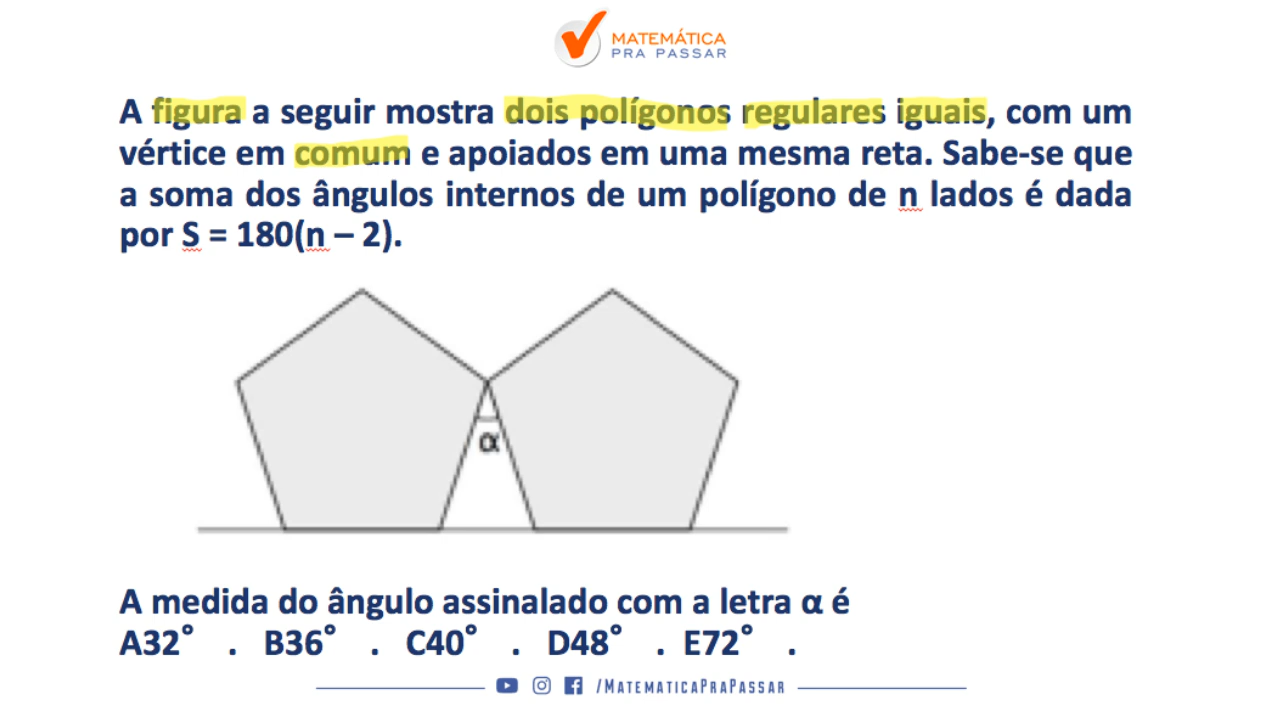 MATEMÁTICA
PRA PASSAR
A figura a seguir mostra dois polígonos regulares iguais, com um
vértice em comum e apoiados em uma mesma reta. Sabe-se que
a soma dos ângulos internos de um polígono de n lados é dada
por S = 180(n – 2).
α
A medida do ângulo assinalado com a letra α é
A32° . B36° . C40° . D48° . E72° .
/MATEMATICAPRAPASSAR